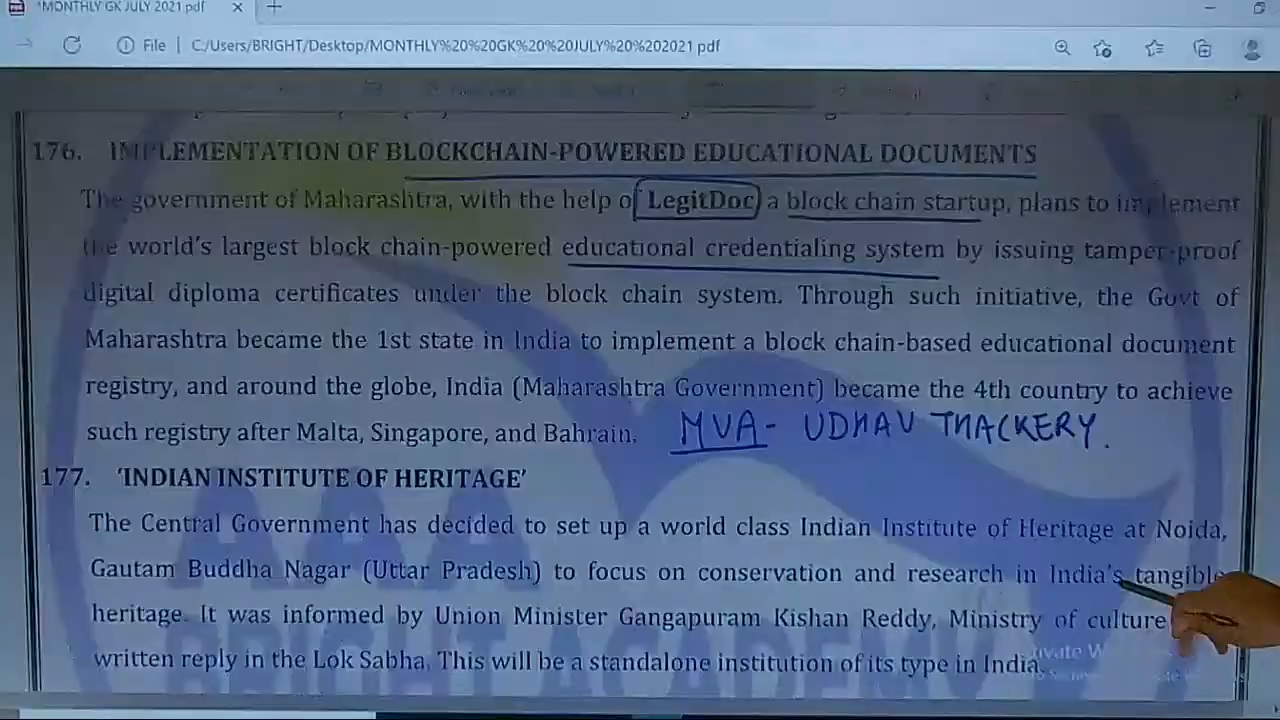 MONTHLY GK JULY 2021.pdf
File | C:/Users/BRIGHT/Desktop/MONTHLY%20%20GK%20%20JULY%20%202021.pdf
176. IMPLEMENTATION OF BLOCKCHAIN-POWERED EDUCATIONAL DOCUMENTS
The government of Maharashtra, with the help of LegitDoc a block chain startup, plans to implement
the world's largest block chain-powered educational credentialing system by issuing tamper-proof
digital diploma certificates under the block chain system. Through such initiative, the Govt of
Maharashtra became the 1st state in India to implement a block chain-based educational document
registry, and around the globe, India (Maharashtra Government) became the 4th country to achieve
such registry after Malta, Singapore, and Bahrain. MVA- UDHAV THACKERY.
177. 'INDIAN INSTITUTE OF HERITAGE'
The Central Government has decided to set up a world class Indian Institute of Heritage at Noida,
Gautam Buddha Nagar (Uttar Pradesh) to focus on conservation and research in India's tangible
heritage. It was informed by Union Minister Gangapuram Kishan Reddy, Ministry of culture
written reply in the Lok Sabha. This will be a standalone institution of its type in India.
AAA
BRIGHT ACADEMY